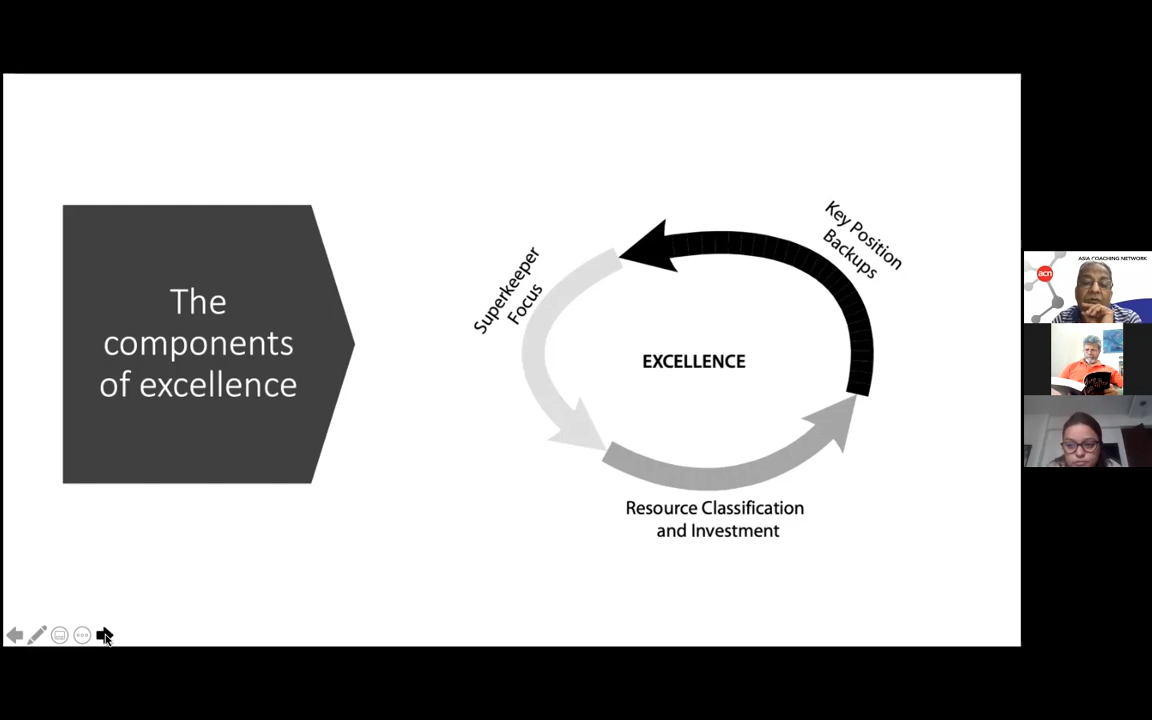 The
components
of excellence
Superkeeper
Focus
Key Position
Backups
EXCELLENCE
Resource Classification
and Investment
ASIA COACHING NETWORK
acn